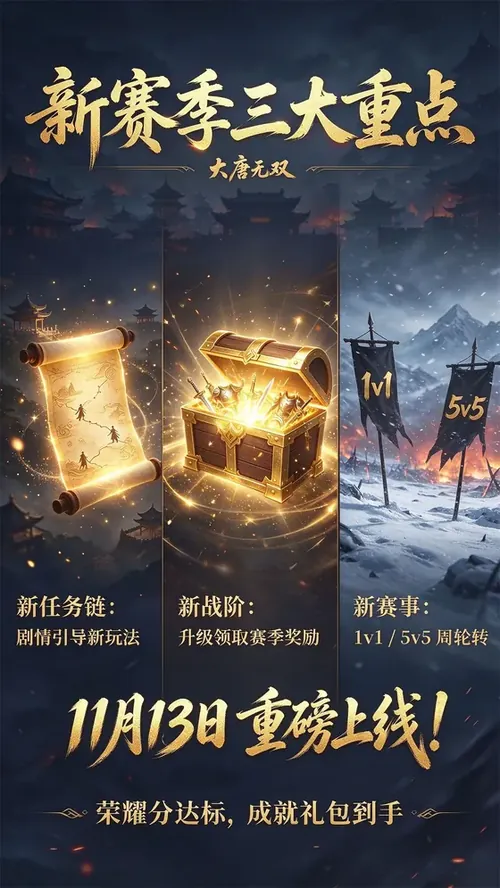 新赛季三大重点
大唐无双
1v1
5v5
新任务链：
剧情引导新玩法
新战阶：
升级领取赛季奖励
新赛事：
1v1 / 5v5 周轮转
11月13日 重磅上线！
荣耀分达标，成就礼包到手